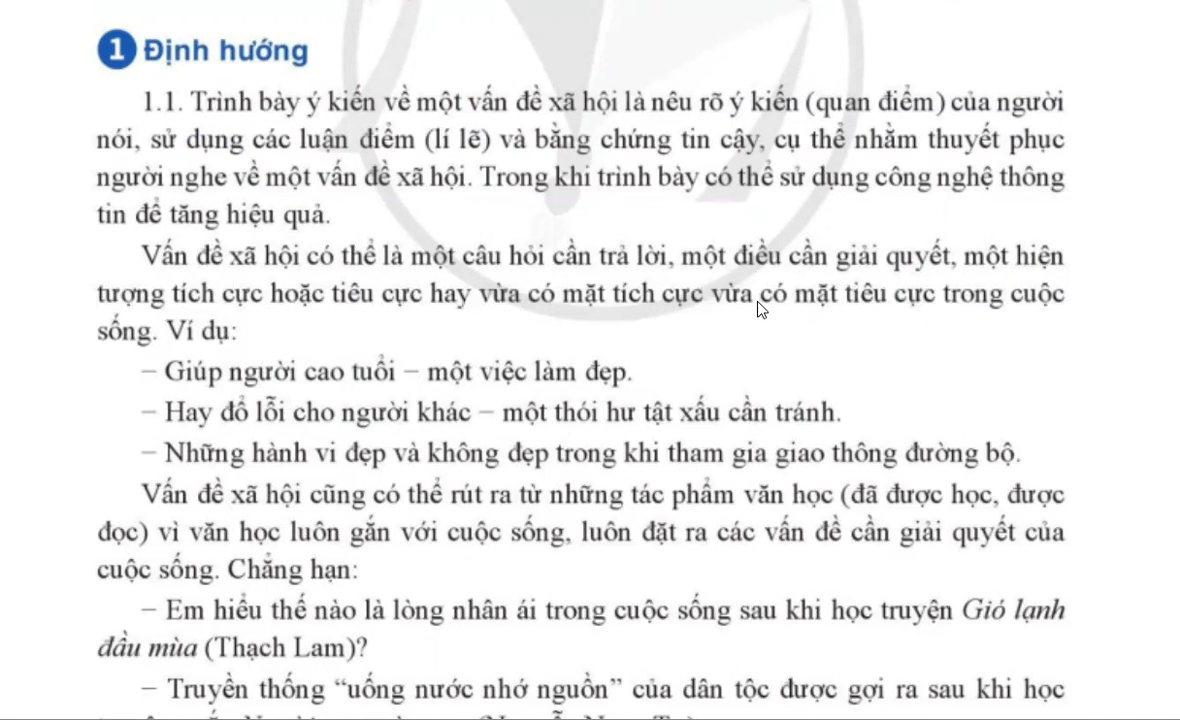 1 Định hướng
1.1. Trình bày ý kiến về một vấn đề xã hội là nêu rõ ý kiến (quan điểm) của người
nói, sử dụng các luận điểm (lí lẽ) và bằng chứng tin cậy, cụ thể nhằm thuyết phục
người nghe về một vấn đề xã hội. Trong khi trình bày có thể sử dụng công nghệ thông
tin để tăng hiệu quả.
Vấn đề xã hội có thể là một câu hỏi cần trả lời, một điều cần giải quyết, một hiện
tượng tích cực hoặc tiêu cực hay vừa có mặt tích cực vừa có mặt tiêu cực trong cuộc
sống. Ví dụ:
– Giúp người cao tuổi – một việc làm đẹp.
– Hay đổ lỗi cho người khác – một thói hư tật xấu cần tránh.
– Những hành vi đẹp và không đẹp trong khi tham gia giao thông đường bộ.
Vấn đề xã hội cũng có thể rút ra từ những tác phẩm văn học (đã được học, được
đọc) vì văn học luôn gắn với cuộc sống, luôn đặt ra các vấn đề cần giải quyết của
cuộc sống. Chẳng hạn:
– Em hiểu thế nào là lòng nhân ái trong cuộc sống sau khi học truyện Gió lạnh
đầu mùa (Thạch Lam)?
– Truyền thống “uống nước nhớ nguồn” của dân tộc được gợi ra sau khi học